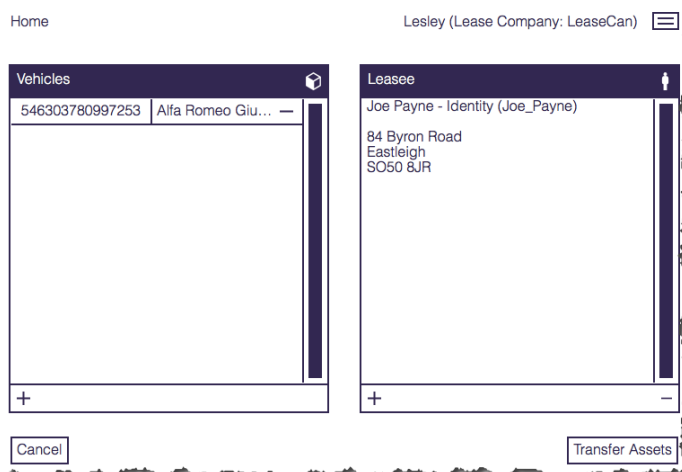 Home
Lesley (Lease Company: LeaseCan)
Vehicles
546303780997253 Alfa Romeo Giu... —
+
Leasee
Joe Payne - Identity (Joe_Payne)
84 Byron Road
Eastleigh
SO50 8JR
+ –
Cancel
Transfer Assets